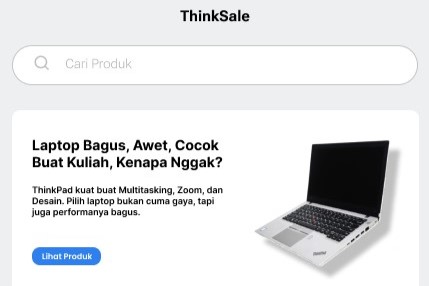 ThinkSale
Cari Produk
Laptop Bagus, Awet, Cocok
Buat Kuliah, Kenapa Nggak?
ThinkPad kuat buat Multitasking, Zoom, dan
Desain. Pilih laptop bukan cuma gaya, tapi
juga performanya bagus.
Lihat Produk